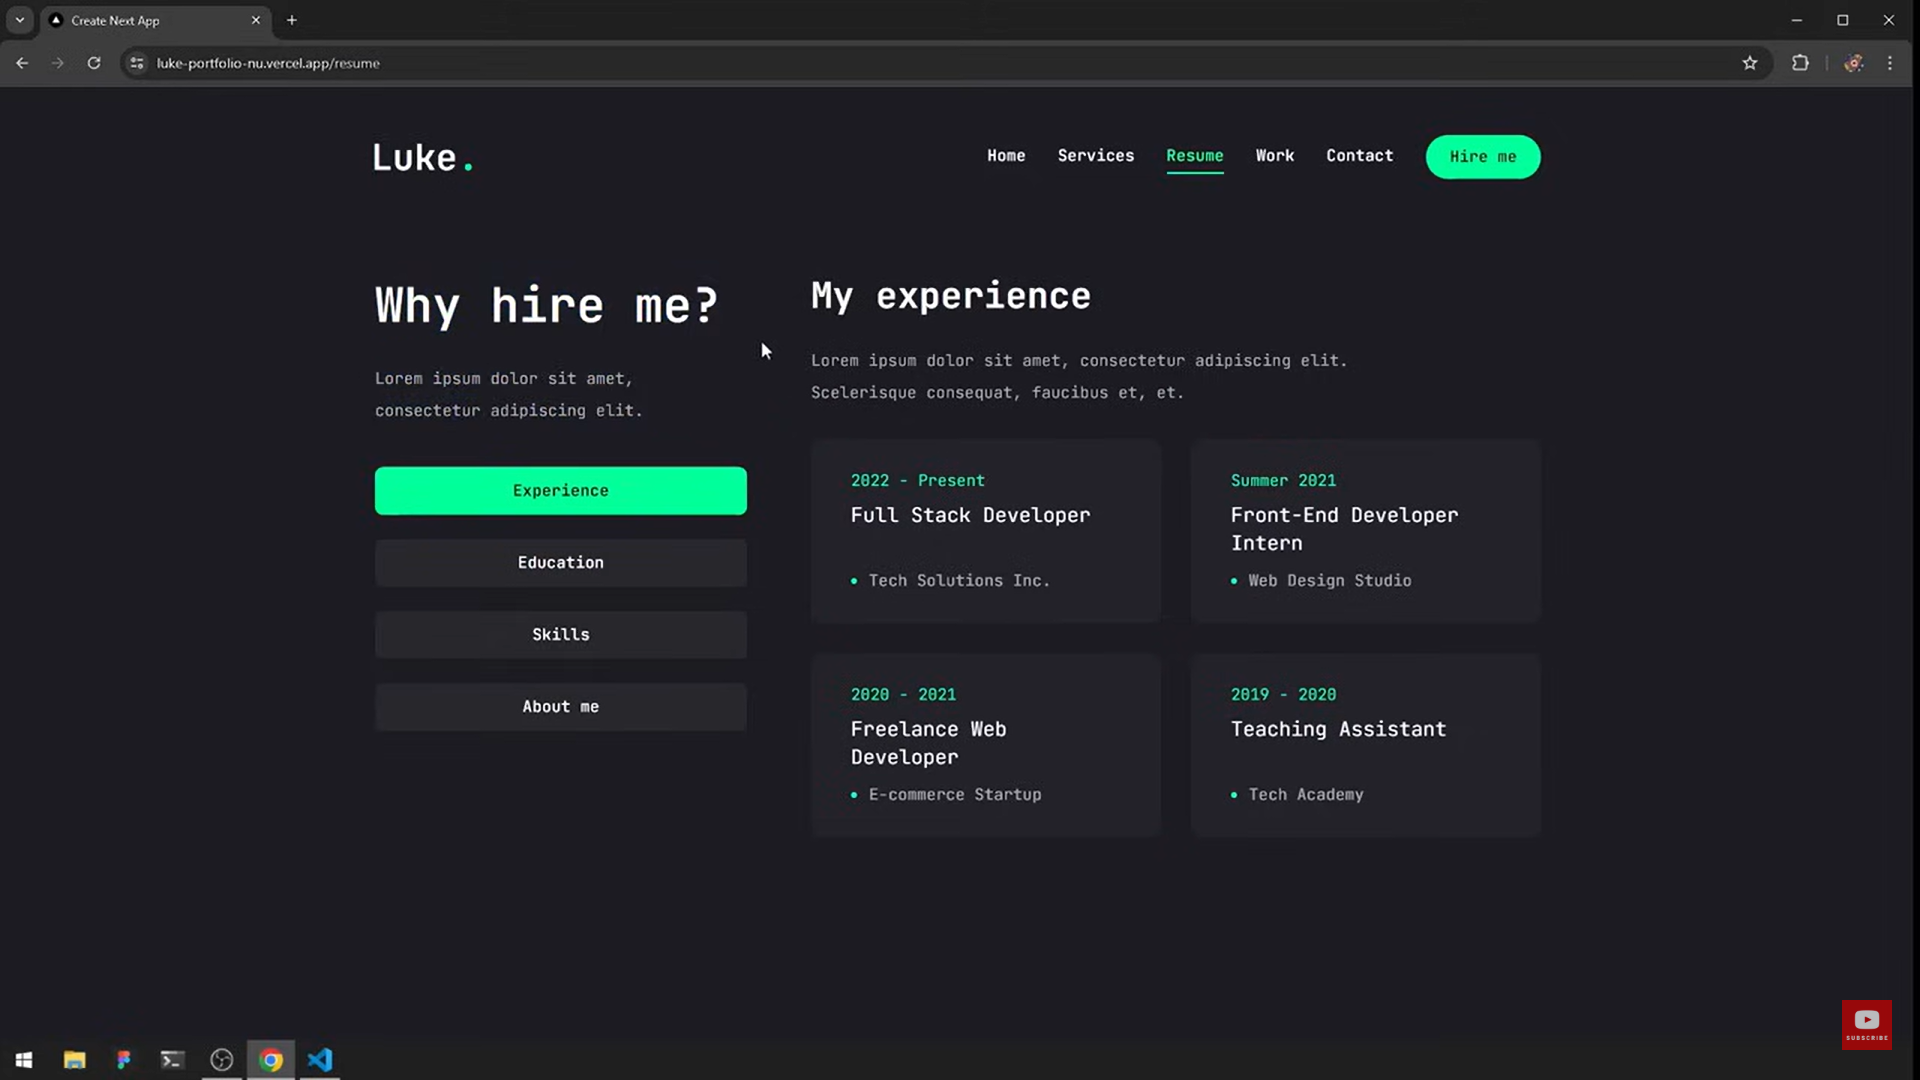 Create Next App
luke-portfolio-nu.vercel.app/resume
Luke.
Home Services Resume Work Contact Hire me
Why hire me?
Lorem ipsum dolor sit amet,
consectetur adipiscing elit.
Experience
Education
Skills
About me
My experience
Lorem ipsum dolor sit amet, consectetur adipiscing elit.
Scelerisque consequat, faucibus et, et.
2022 - Present
Full Stack Developer
• Tech Solutions Inc.
Summer 2021
Front-End Developer
Intern
• Web Design Studio
2020 - 2021
Freelance Web
Developer
• E-commerce Startup
2019 - 2020
Teaching Assistant
• Tech Academy
SUBSCRIBE